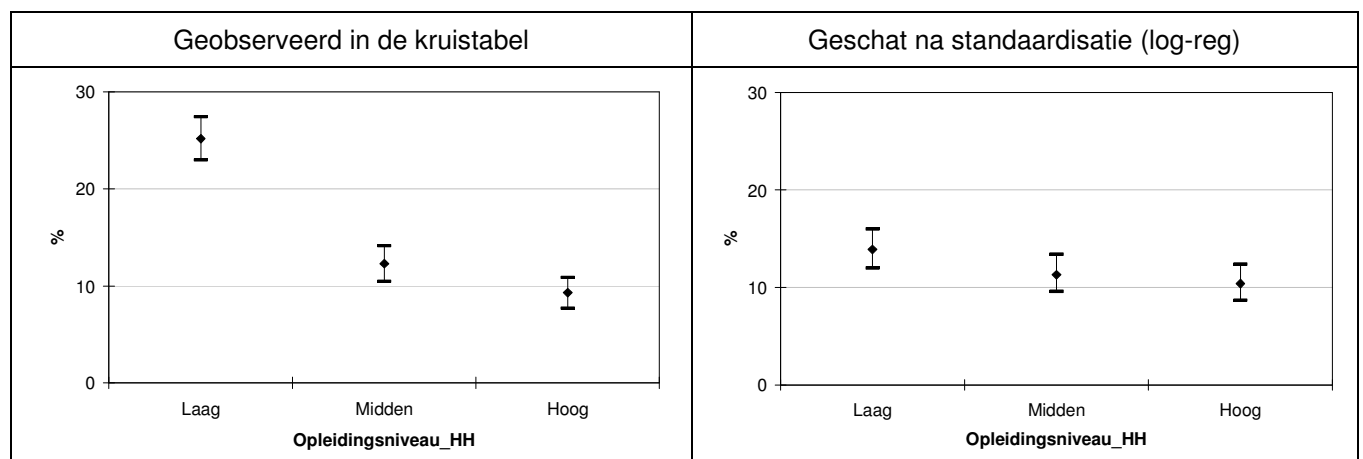 Geobserveerd in de kruistabel
Geschat na standaardisatie (log-reg)
30
20
10
0
%
Laag Midden Hoog
Opleidingsniveau_HH
30
20
10
0
%
Laag Midden Hoog
Opleidingsniveau_HH